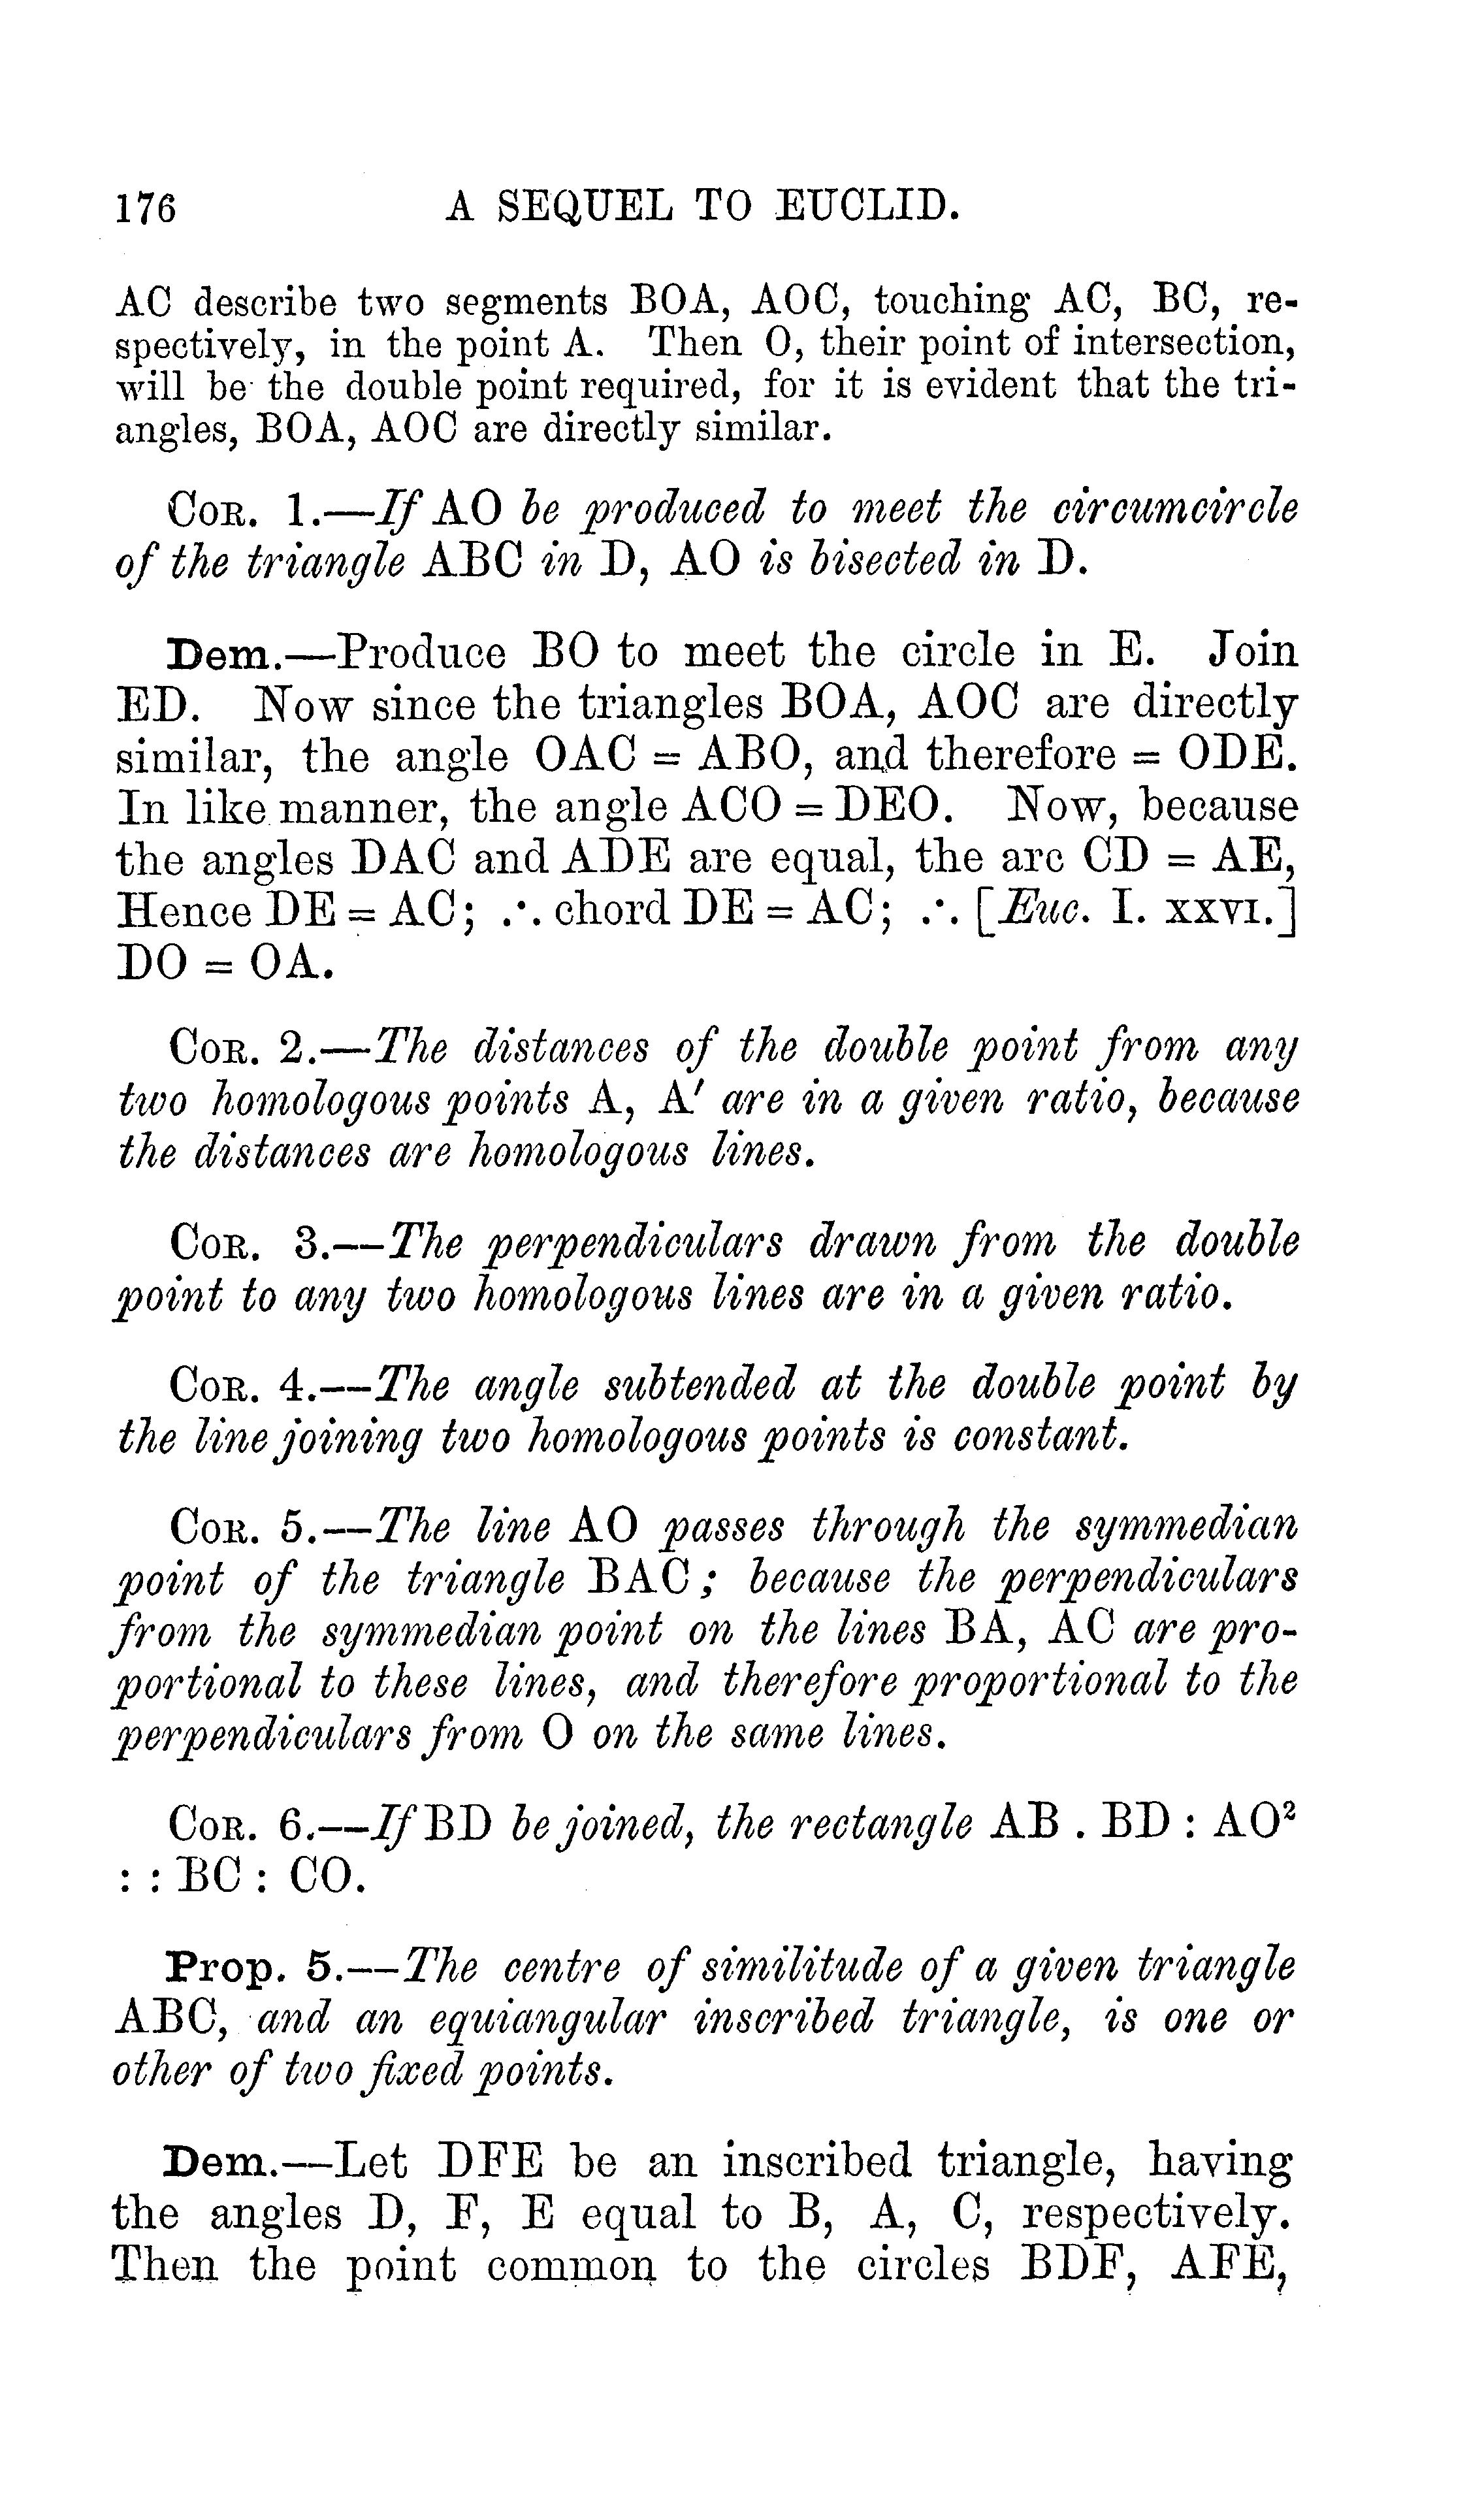 176 A SEQUEL TO EUCLID.
AC describe two segments BOA, AOC, touching AC, BC, re-
spectively, in the point A. Then O, their point of intersection,
will be the double point required, for it is evident that the tri-
angles, BOA, AOC are directly similar.
Cor. 1.—If AO be produced to meet the circumcircle
of the triangle ABC in D, AO is bisected in D.
Dem.—Produce BO to meet the circle in E. Join
ED. Now since the triangles BOA, AOC are directly
similar, the angle OAC = ABO, and therefore = ODE.
In like manner, the angle ACO = DEO. Now, because
the angles DAC and ADE are equal, the arc CD = AE,
Hence DE = AC; ∴ chord DE = AC; ∴ [Euc. I. xxvi.]
DO = OA.
Cor. 2.—The distances of the double point from any
two homologous points A, A′ are in a given ratio, because
the distances are homologous lines.
Cor. 3.—The perpendiculars drawn from the double
point to any two homologous lines are in a given ratio.
Cor. 4.—The angle subtended at the double point by
the line joining two homologous points is constant.
Cor. 5.—The line AO passes through the symmedian
point of the triangle BAC; because the perpendiculars
from the symmedian point on the lines BA, AC are pro-
portional to these lines, and therefore proportional to the
perpendiculars from O on the same lines.
Cor. 6.—If BD be joined, the rectangle AB . BD : AO²
: : BC : CO.
Prop. 5.—The centre of similitude of a given triangle
ABC, and an equiangular inscribed triangle, is one or
other of two fixed points.
Dem.—Let DFE be an inscribed triangle, having
the angles D, F, E equal to B, A, C, respectively.
Then the point common to the circles BDF, AFE,